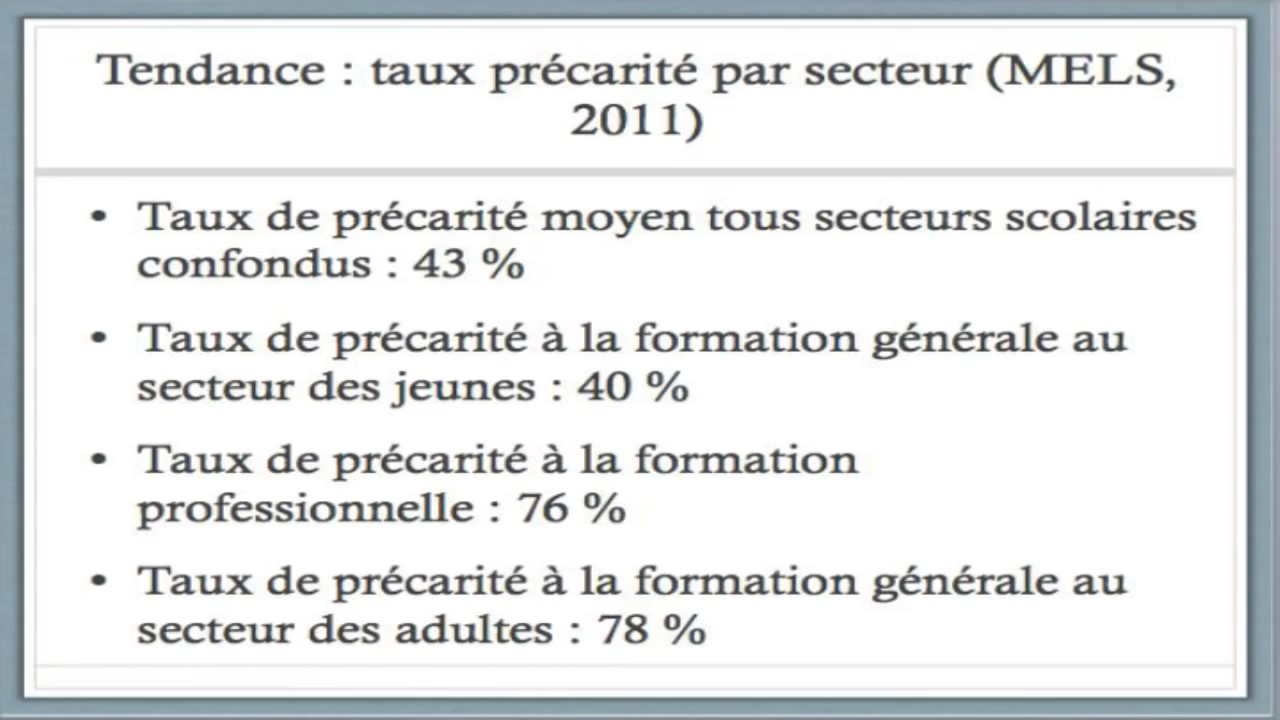 Tendance : taux précarité par secteur (MELS,
2011)
• Taux de précarité moyen tous secteurs scolaires
confondus : 43 %
• Taux de précarité à la formation générale au
secteur des jeunes : 40 %
• Taux de précarité à la formation
professionnelle : 76 %
• Taux de précarité à la formation générale au
secteur des adultes : 78 %